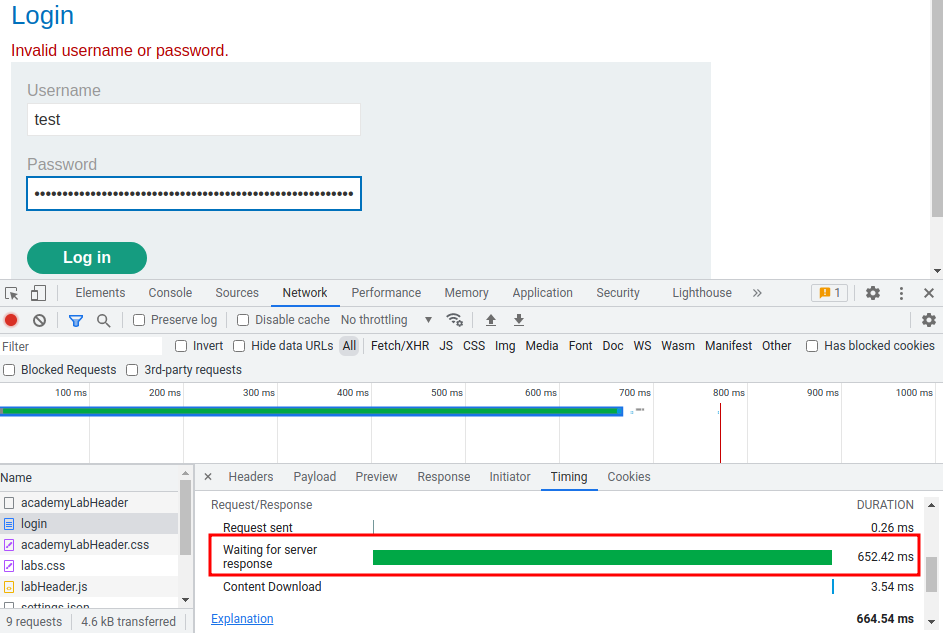 Login
Invalid username or password.
Username
test
Password
••••••••••••••••••••••••••••••••••••••••••••••••••••••••••
Log in
Elements Console Sources Network Performance Memory Application Security Lighthouse » 1
Preserve log Disable cache No throttling
Filter Invert Hide data URLs All Fetch/XHR JS CSS Img Media Font Doc WS Wasm Manifest Other Has blocked cookies
Blocked Requests 3rd-party requests
100 ms 200 ms 300 ms 400 ms 500 ms 600 ms 700 ms 800 ms 900 ms 1000 ms
Name × Headers Payload Preview Response Initiator Timing Cookies
academyLabHeader
login
academyLabHeader.css
labs.css
labHeader.js
settings.json
9 requests 4.6 kB transferred
Request/Response DURATION
Request sent 0.26 ms
Waiting for server
response 652.42 ms
Content Download 3.54 ms
Explanation 664.54 ms